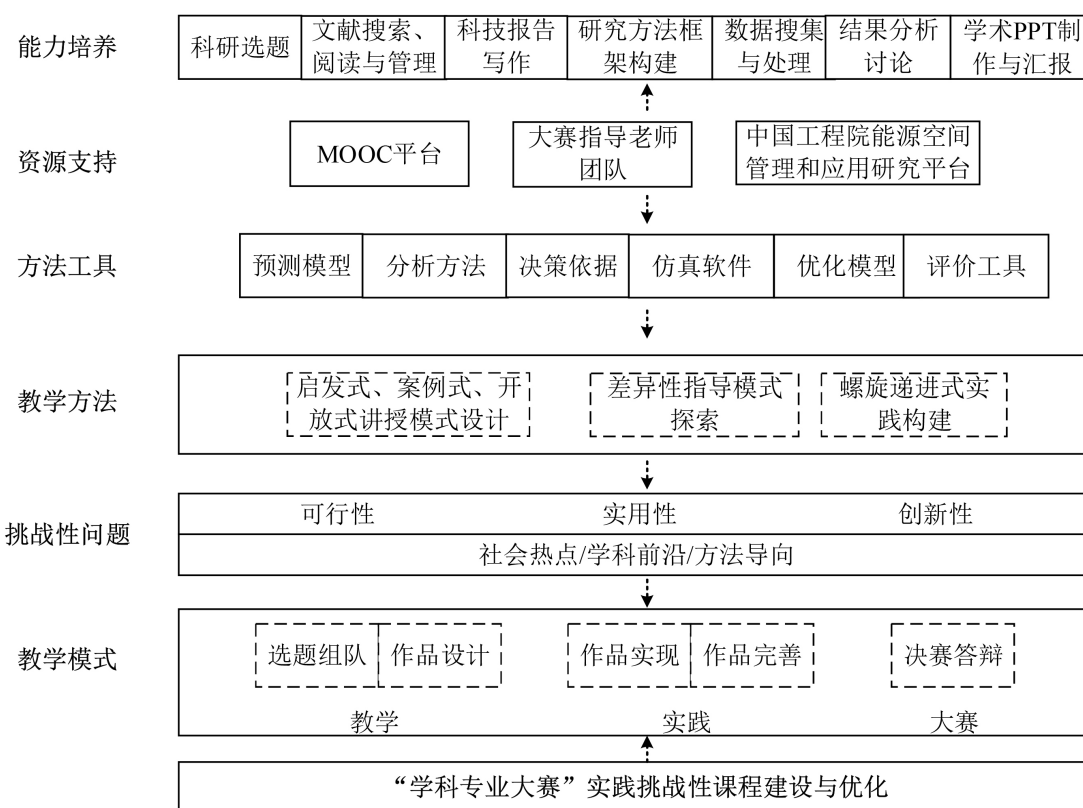 能力培养
科研选题
文献搜索、
阅读与管理
科技报告
写作
研究方法框
架构建
数据搜集
与处理
结果分析
讨论
学术PPT制
作与汇报
资源支持
MOOC平台
大赛指导老师
团队
中国工程院能源空间
管理和应用研究平台
方法工具
预测模型
分析方法
决策依据
仿真软件
优化模型
评价工具
教学方法
启发式、案例式、开
放式讲授模式设计
差异性指导模式
探索
螺旋递进式实
践构建
挑战性问题
可行性
实用性
创新性
社会热点/学科前沿/方法导向
教学模式
选题组队
作品设计
作品实现
作品完善
决赛答辩
教学
实践
大赛
“学科专业大赛”实践挑战性课程建设与优化